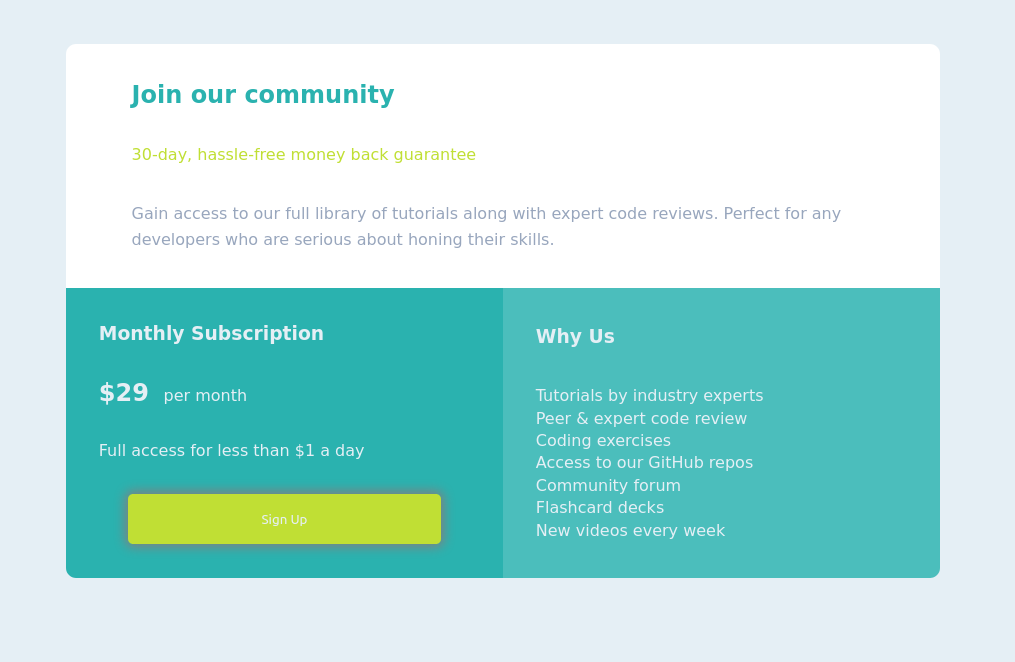 Join our community
30-day, hassle-free money back guarantee
Gain access to our full library of tutorials along with expert code reviews. Perfect for any
developers who are serious about honing their skills.
Monthly Subscription
$29 per month
Full access for less than $1 a day
Sign Up
Why Us
Tutorials by industry experts
Peer & expert code review
Coding exercises
Access to our GitHub repos
Community forum
Flashcard decks
New videos every week